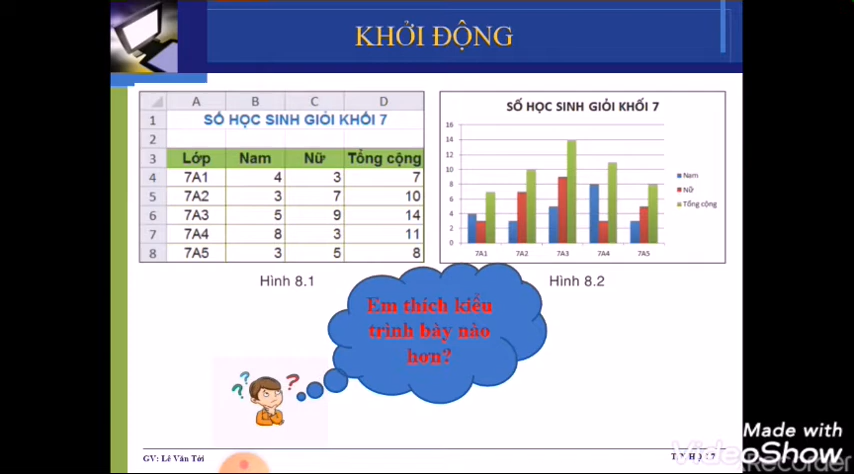 KHỞI ĐỘNG
A B C D
1 SỐ HỌC SINH GIỎI KHỐI 7
2
3 Lớp Nam Nữ Tổng cộng
4 7A1 4 3 7
5 7A2 3 7 10
6 7A3 5 9 14
7 7A4 8 3 11
8 7A5 3 5 8
Hình 8.1
SỐ HỌC SINH GIỎI KHỐI 7
16
14
12
10
8
6
4
2
0
7A1 7A2 7A3 7A4 7A5
Nam
Nữ
Tổng cộng
Hình 8.2
Em thích kiểu
trình bày nào
hơn?
? ? ? ?
GV: Lê Văn Tới
7
Made with
VideoShow